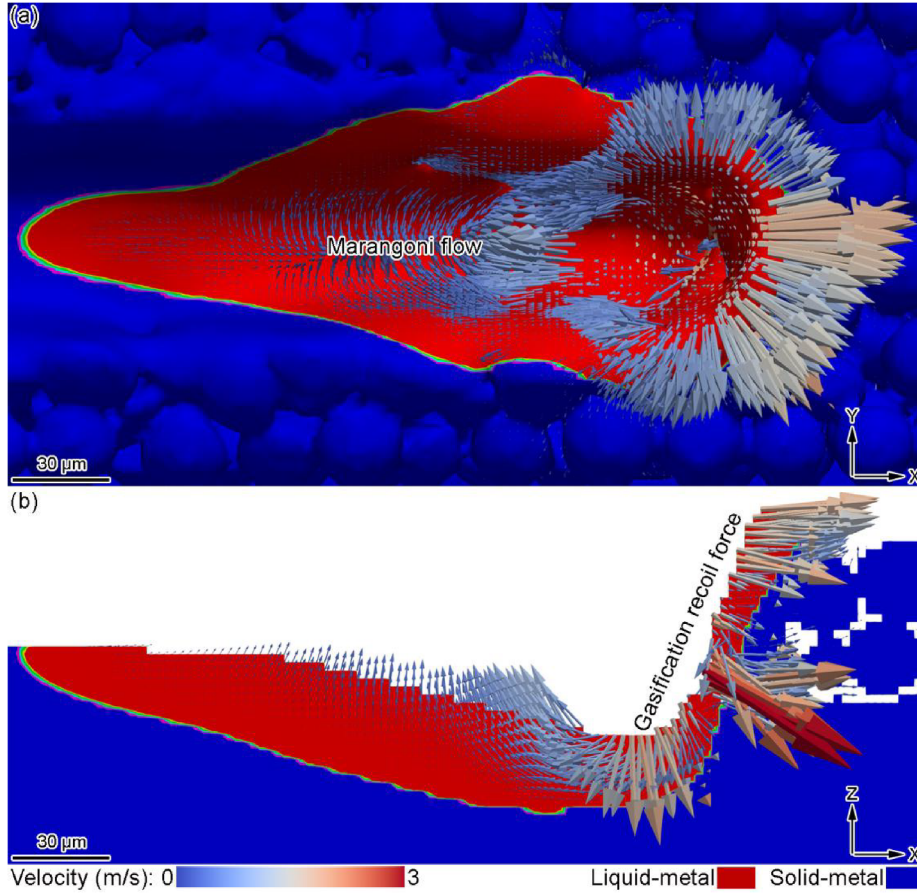 (a)
Marangoni flow
30 µm
Y
X
(b)
Gasification recoil force
30 µm
Z
X
Velocity (m/s): 0 3 Liquid-metal Solid-metal